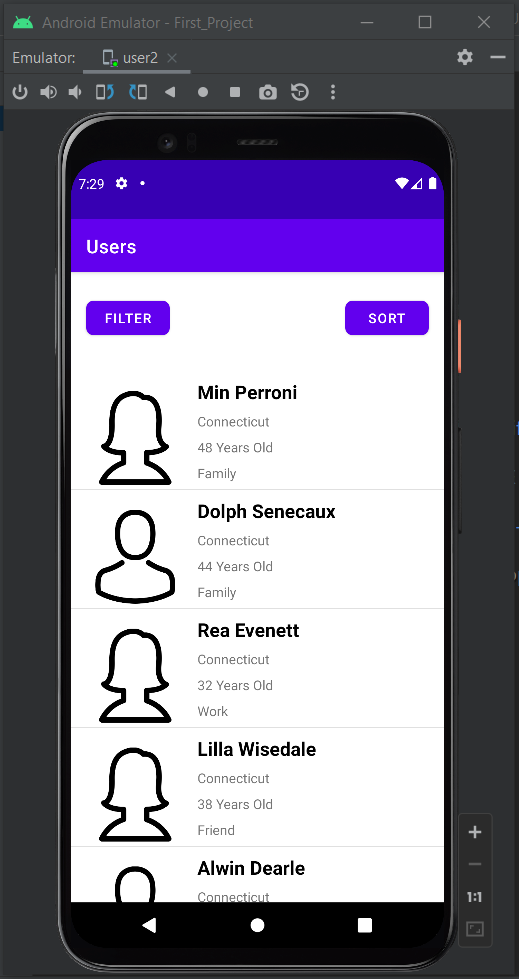 Android Emulator - First_Project
Emulator: user2
7:29
Users
FILTER SORT
Min Perroni
Connecticut
48 Years Old
Family
Dolph Senecaux
Connecticut
44 Years Old
Family
Rea Evenett
Connecticut
32 Years Old
Work
Lilla Wisedale
Connecticut
38 Years Old
Friend
Alwin Dearle
Connecticut
1:1